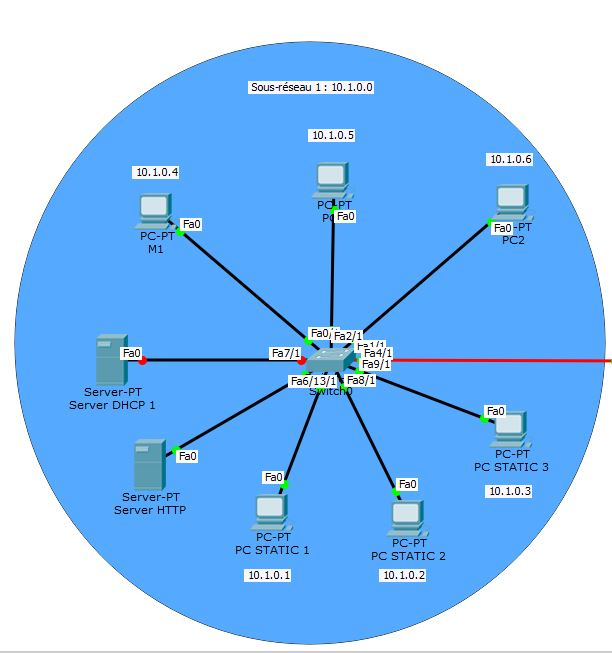 Sous-réseau 1 : 10.1.0.0
10.1.0.5
10.1.0.6
10.1.0.4
PC-PT
Fa0
PC-PT
M1
Fa0
Fa0
PC2
Fa0
Server-PT
Server DHCP 1
Fa7/1
Fa2/1
Fa1/1
Fa4/1
Fa9/1
Fa8/1
Switch0
Fa0
Server-PT
Server HTTP
Fa0
PC-PT
PC STATIC 1
10.1.0.1
Fa0
PC-PT
PC STATIC 2
10.1.0.2
Fa0
PC-PT
PC STATIC 3
10.1.0.3